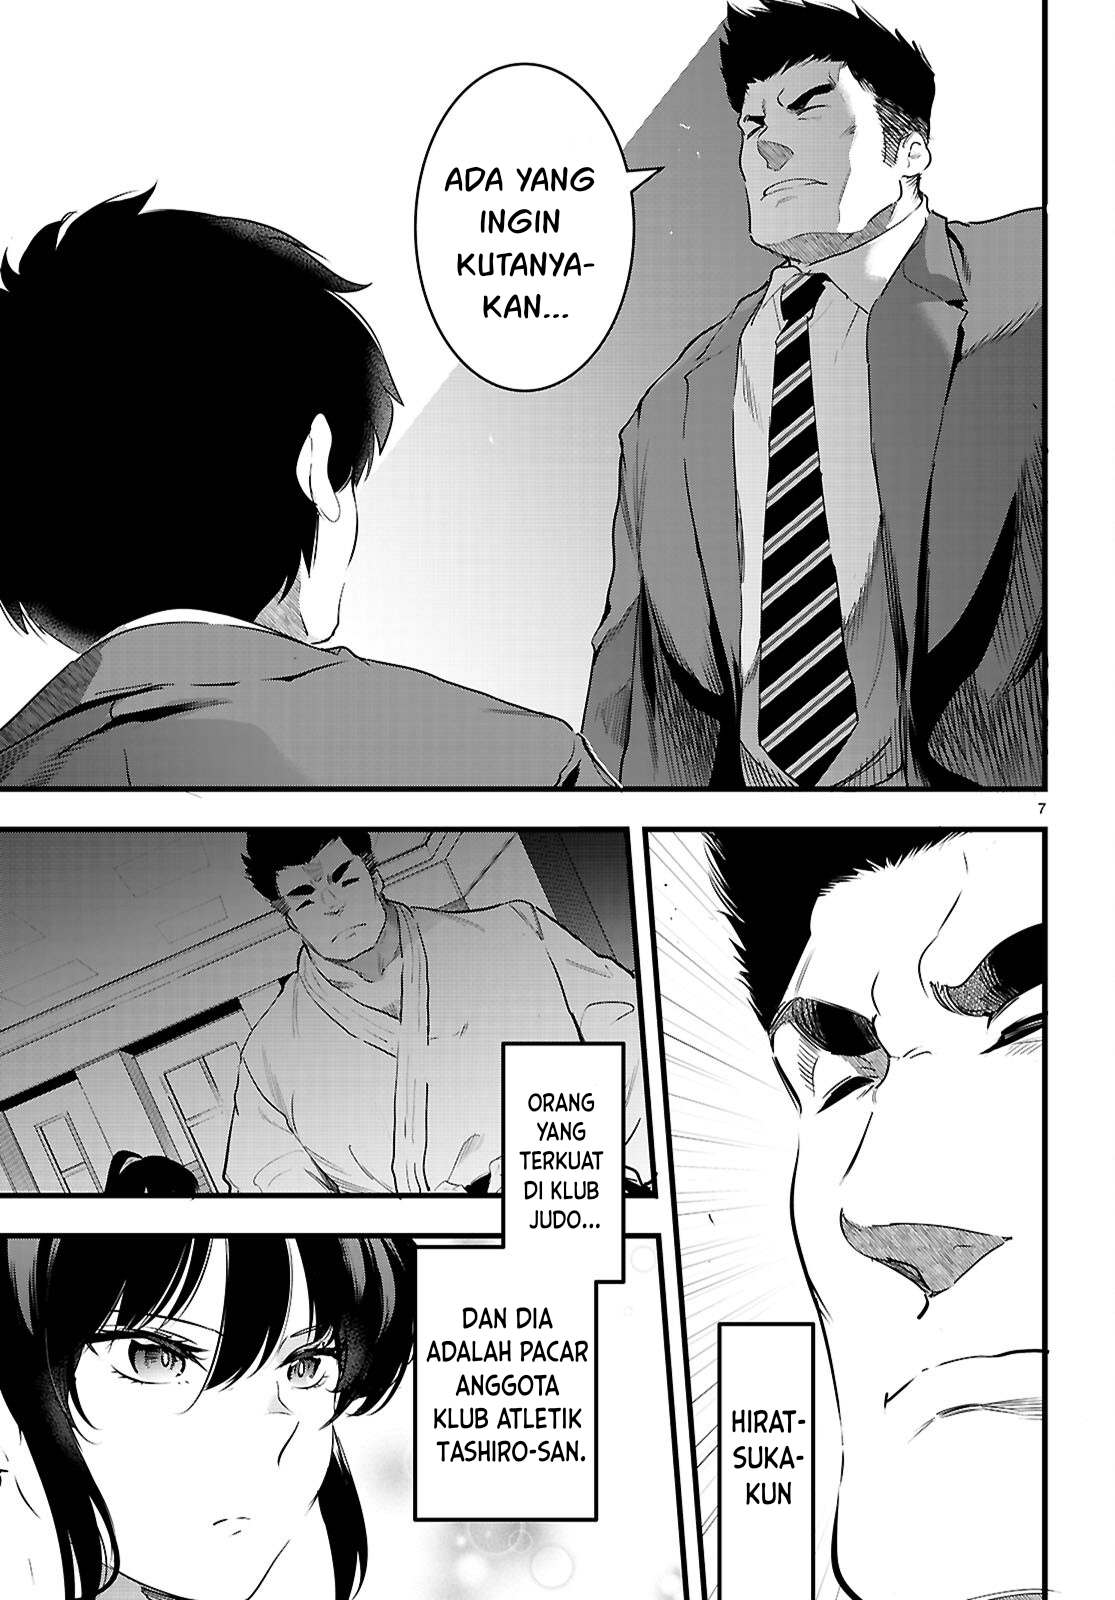 ADA YANG
INGIN
KUTANYA-
KAN...
7
HIRAT-
SUKA-
KUN
ORANG
YANG
TERKUAT
DI KLUB
JUDO...
DAN DIA
ADALAH PACAR
ANGGOTA
KLUB ATLETIK
TASHIRO-SAN.